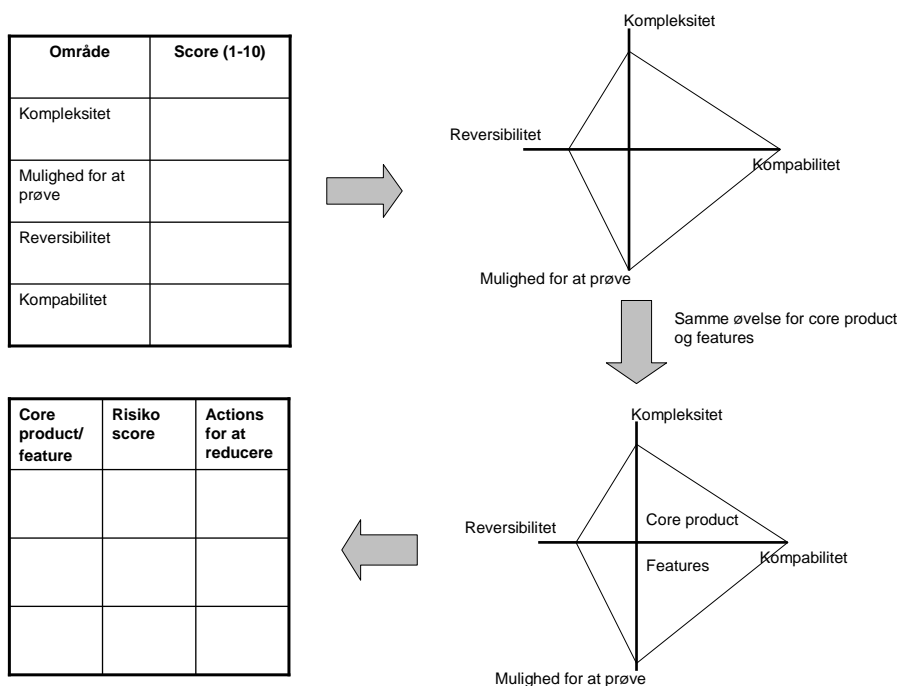 Område
Score (1-10)
Kompleksitet
Mulighed for at
prøve
Reversibilitet
Kompabilitet
Kompleksitet
Reversibilitet
Kompabilitet
Mulighed for at prøve
Samme øvelse for core product
og features
Core
product/
feature
Risiko
score
Actions
for at
reducere
Kompleksitet
Core product
Reversibilitet
Features
Kompabilitet
Mulighed for at prøve